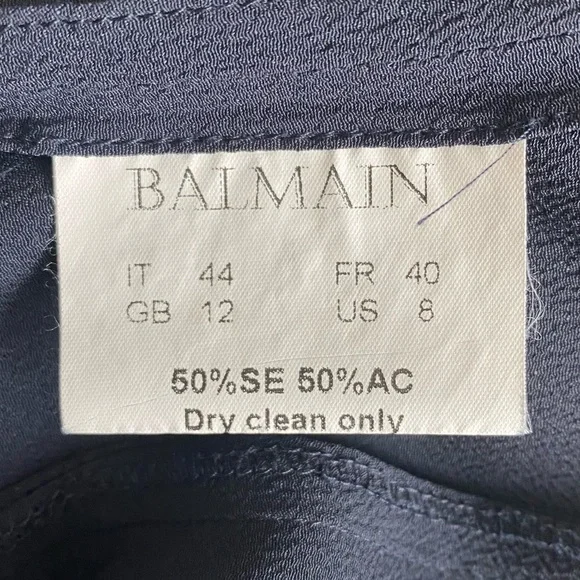 BALMAIN
IT 44 FR 40
GB 12 US 8
50%SE 50%AC
Dry clean only